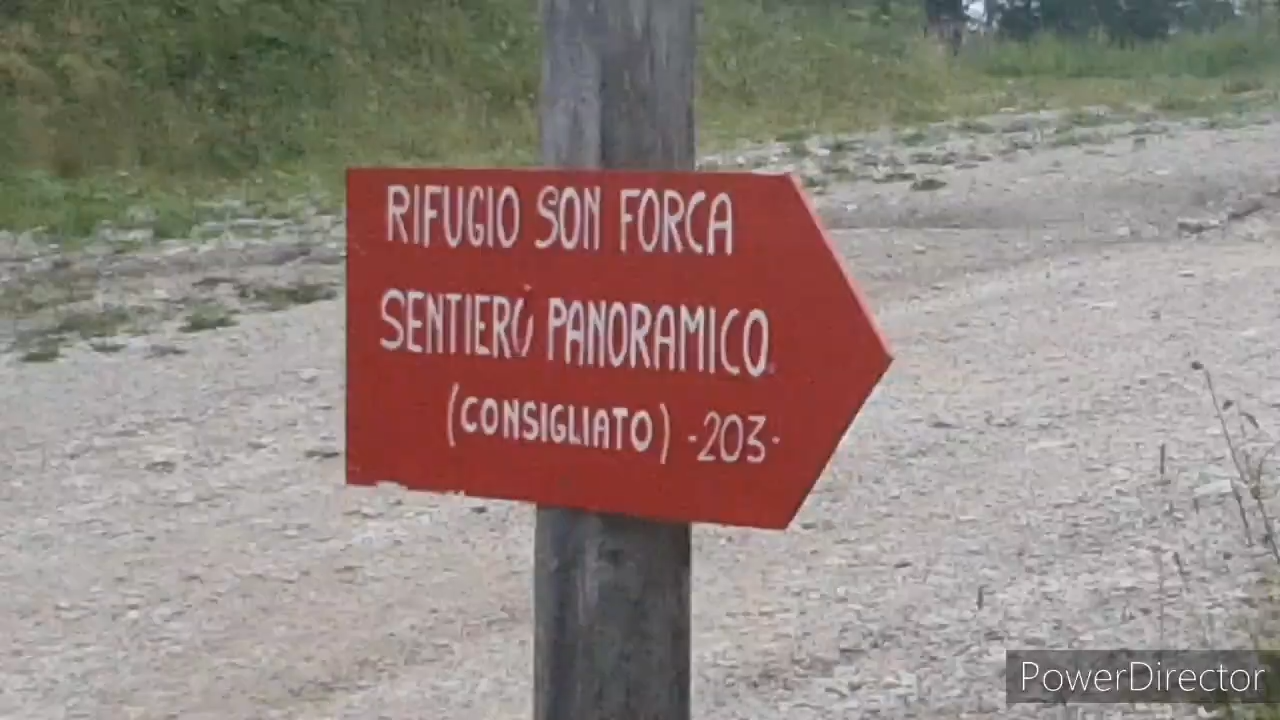 RIFUGIO SON FORCA
SENTIERO PANORAMICO
(CONSIGLIATO) -203-
PowerDirector